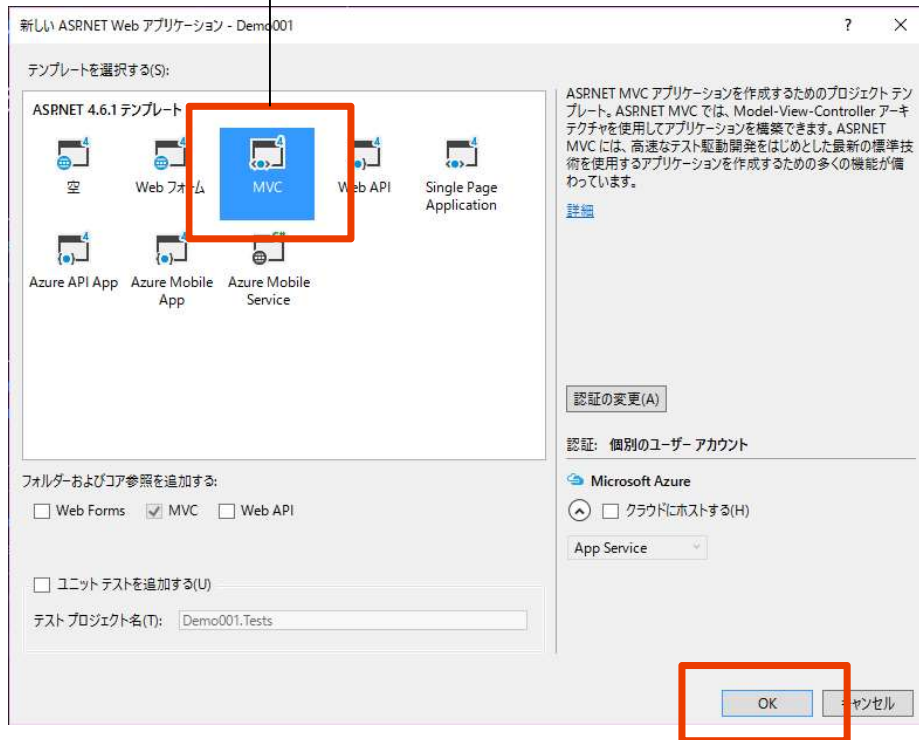 新しい ASP.NET Web アプリケーション - Demo001
? ×
テンプレートを選択する(S):
ASP.NET 4.6.1 テンプレート
空
Web フォーム
MVC
Web API
Single Page
Application
Azure API App
Azure Mobile
App
Azure Mobile
Service
ASP.NET MVC アプリケーションを作成するためのプロジェクト テン
プレート。ASP.NET MVC では、Model-View-Controller アーキ
テクチャを使用してアプリケーションを構築できます。ASP.NET
MVC には、高速なテスト駆動開発をはじめとした最新の標準技
術を使用するアプリケーションを作成するための多くの機能が備
わっています。
詳細
認証の変更(A)
認証: 個別のユーザー アカウント
Microsoft Azure
クラウドにホストする(H)
App Service
フォルダーおよびコア参照を追加する:
Web Forms MVC Web API
ユニット テストを追加する(U)
テスト プロジェクト名(T): Demo001.Tests
OK キャンセル